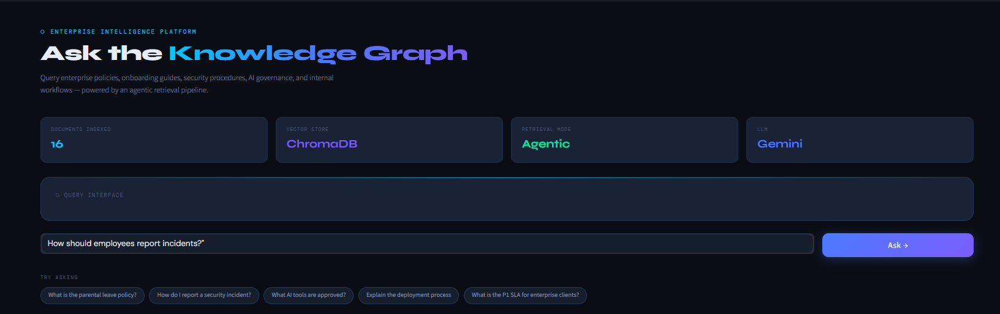 ENTERPRISE INTELLIGENCE PLATFORM
Ask the Knowledge Graph
Query enterprise policies, onboarding guides, security procedures, AI governance, and internal
workflows — powered by an agentic retrieval pipeline.
DOCUMENTS INDEXED
16
VECTOR STORE
ChromaDB
RETRIEVAL MODE
Agentic
LLM
Gemini
QUERY INTERFACE
How should employees report incidents?"
Ask →
TRY ASKING
What is the parental leave policy?
How do I report a security incident?
What AI tools are approved?
Explain the deployment process
What is the P1 SLA for enterprise clients?